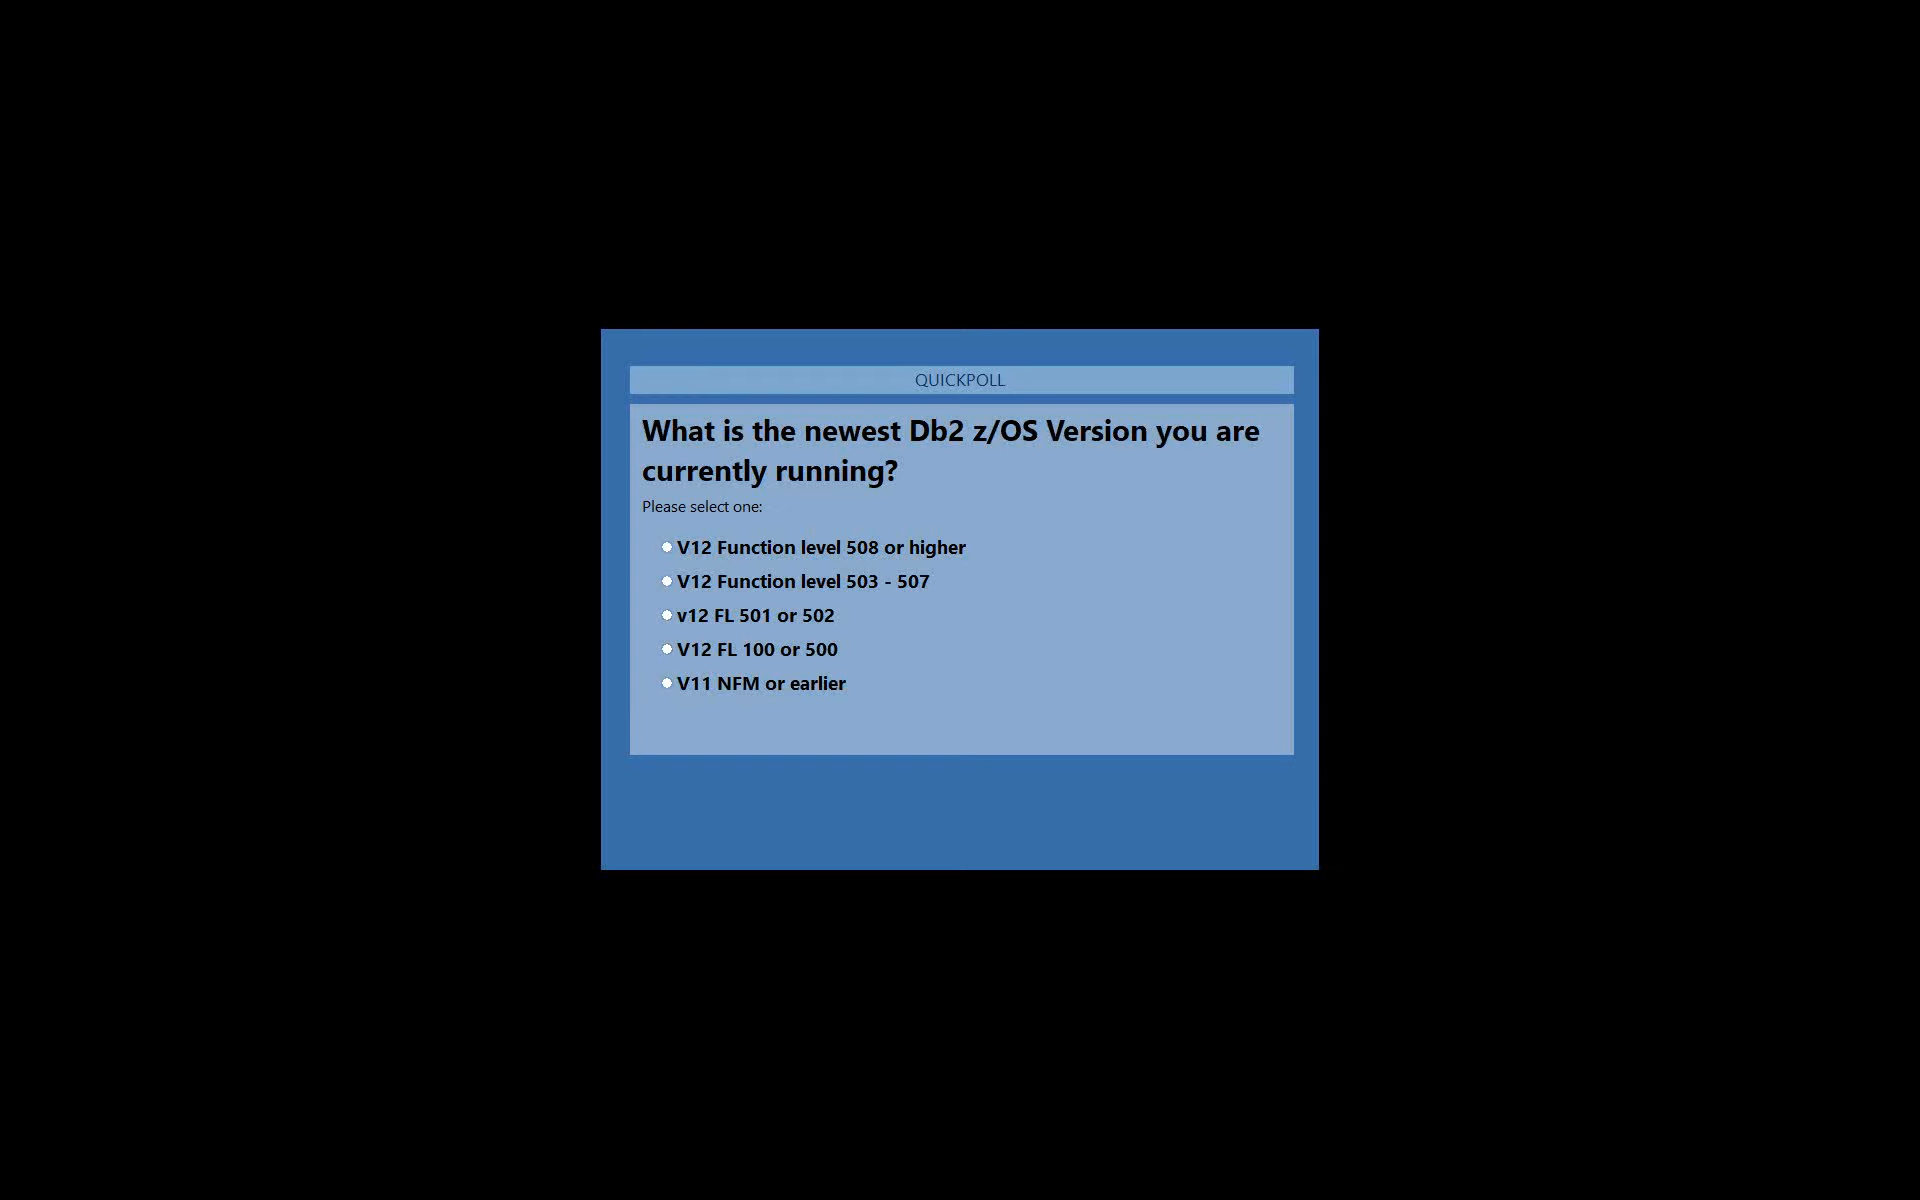 QUICKPOLL
What is the newest Db2 z/OS Version you are
currently running?
Please select one:
V12 Function level 508 or higher
V12 Function level 503 - 507
v12 FL 501 or 502
V12 FL 100 or 500
V11 NFM or earlier